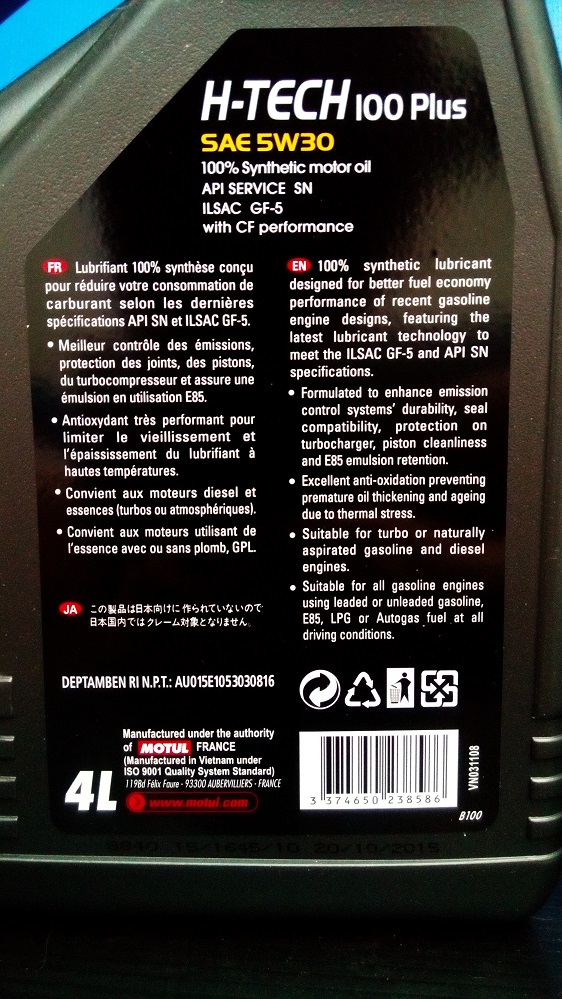 H-TECH 100 Plus
SAE 5W30
100% Synthetic motor oil
API SERVICE SN
ILSAC GF-5
with CF performance
FR Lubrifiant 100% synthèse conçu
pour réduire votre consommation de
carburant selon les dernières
spécifications API SN et ILSAC GF-5.
• Meilleur contrôle des émissions,
protection des joints, des pistons,
du turbocompresseur et assure une
émulsion en utilisation E85.
• Antioxydant très performant pour
limiter le vieillissement et
l'épaississement du lubrifiant à
hautes températures.
• Convient aux moteurs diesel et
essences (turbos ou atmosphériques).
• Convient aux moteurs utilisant de
l'essence avec ou sans plomb, GPL.
JA この製品は日本向けに作られていないので
日本国内ではクレーム対象となりません。
EN 100% synthetic lubricant
designed for better fuel economy
performance of recent gasoline
engine designs, featuring the
latest lubricant technology to
meet the ILSAC GF-5 and API SN
specifications.
• Formulated to enhance emission
control systems' durability, seal
compatibility, protection on
turbocharger, piston cleanliness
and E85 emulsion retention.
• Excellent anti-oxidation preventing
premature oil thickening and ageing
due to thermal stress.
• Suitable for turbo or naturally
aspirated gasoline and diesel
engines.
• Suitable for all gasoline engines
using leaded or unleaded gasoline,
E85, LPG or Autogas fuel at all
driving conditions.
DEPTAMBEN RI N.P.T.: AU015E1053030816
Manufactured under the authority
of MOTUL FRANCE
(Manufactured in Vietnam under
ISO 9001 Quality System Standard)
119Bd Félix Faure - 93300 AUBERVILLIERS - FRANCE
4L www.motul.com
3 374650 238586
VN031108
B100
20/10/2015